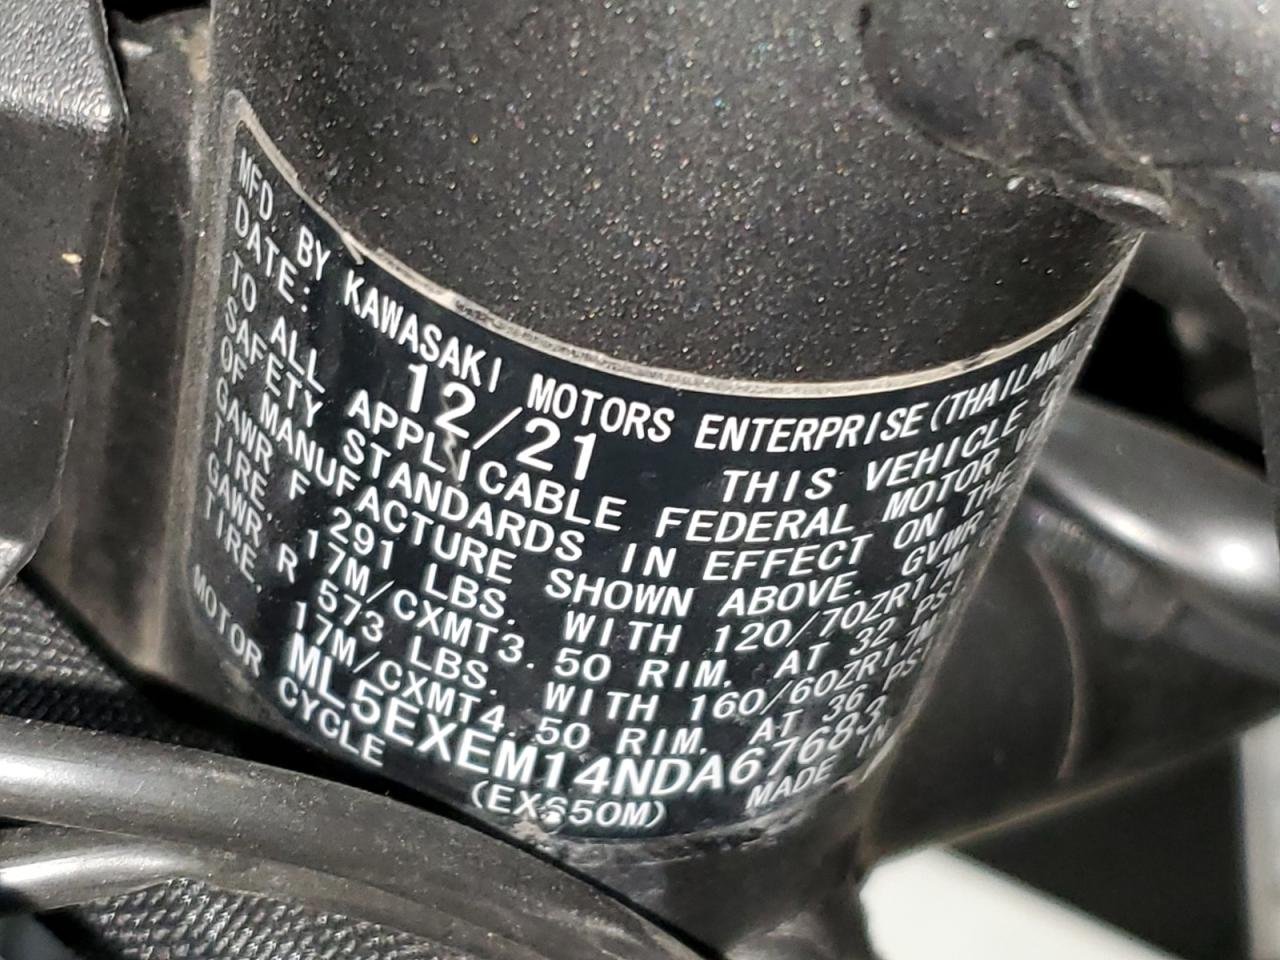 MFD. BY KAWASAKI MOTORS ENTERPRISE(THAILAND
DATE: 12/21 THIS VEHICLE
TO ALL APPLICABLE FEDERAL MOTOR
SAFETY STANDARDS IN EFFECT ON THE
OF MANUFACTURE SHOWN ABOVE. GVWR
GAWR F 291 LBS. WITH 120/70ZR17M
TIRE, 17M/CXMT3.50 RIM. AT 32 PSI
GAWR R 573 LBS. WITH 160/60ZR17M
TIRE, 17M/CXMT4.50 RIM. AT 36 PSI
ML5EXEM14NDA67683
MOTOR CYCLE (EX650M) MADE IN